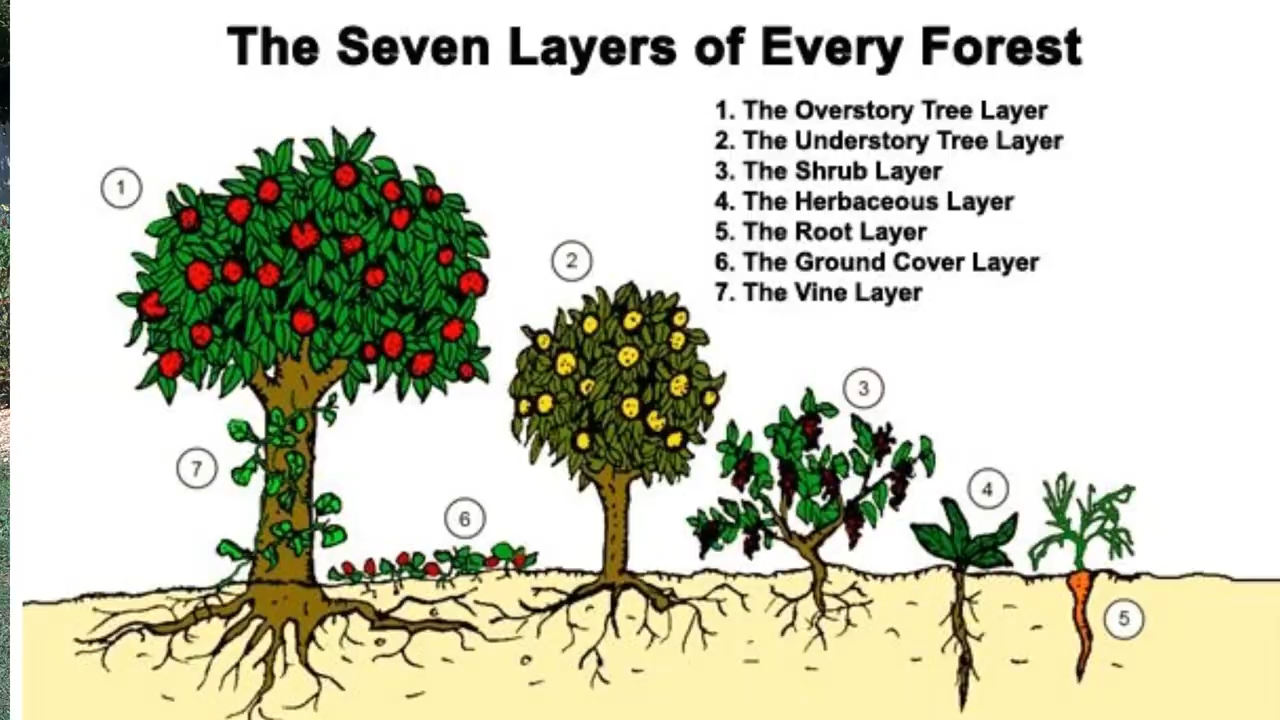 The Seven Layers of Every Forest
1. The Overstory Tree Layer
2. The Understory Tree Layer
3. The Shrub Layer
4. The Herbaceous Layer
5. The Root Layer
6. The Ground Cover Layer
7. The Vine Layer
1
2
3
7
4
6
5